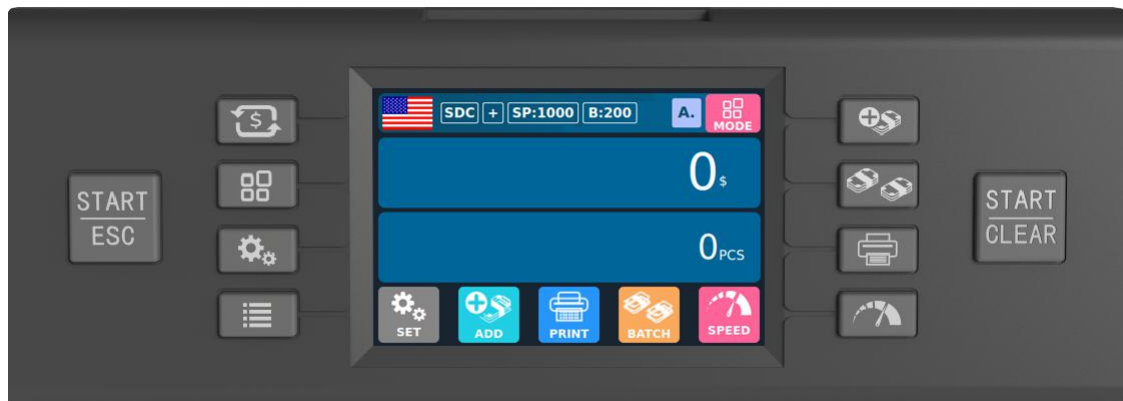 START
ESC
SDC + SP:1000 B:200 A. MODE
0$
0PCS
SET ADD PRINT BATCH SPEED
START
CLEAR